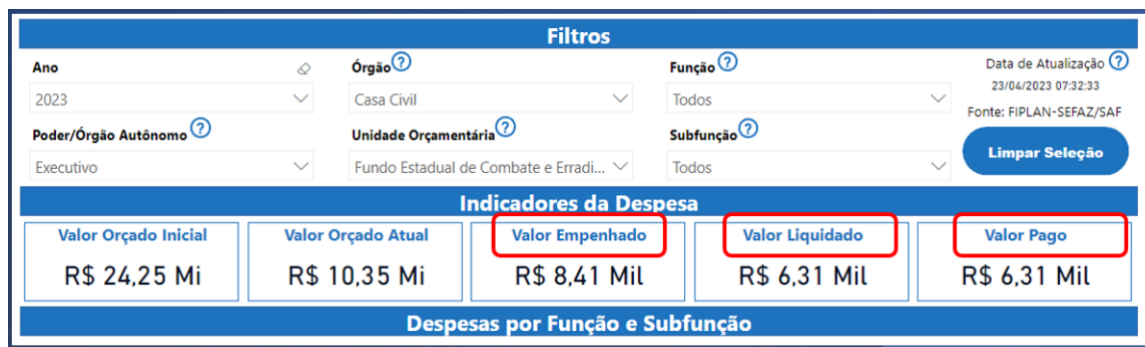 Filtros
Ano
Órgão ?
Função ?
Data de Atualização ?
23/04/2023 07:32:33
2023
Casa Civil
Todos
Fonte: FIPLAN-SEFAZ/SAF
Poder/Órgão Autônomo ?
Unidade Orçamentária ?
Subfunção ?
Limpar Seleção
Executivo
Fundo Estadual de Combate e Erradi...
Todos
Indicadores da Despesa
Valor Orçado Inicial
R$ 24,25 Mi
Valor Orçado Atual
R$ 10,35 Mi
Valor Empenhado
R$ 8,41 Mil
Valor Liquidado
R$ 6,31 Mil
Valor Pago
R$ 6,31 Mil
Despesas por Função e Subfunção